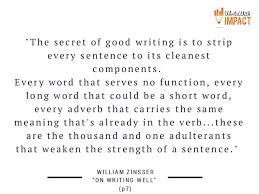 IMPACT
"The secret of good writing is to strip
every sentence to its cleanest
components.
Every word that serves no function, every
long word that could be a short word,
every adverb that carries the same
meaning that's already in the verb...these
are the thousand and one adulterants
that weaken the strength of a sentence."
WILLIAM ZINSSER
"ON WRITING WELL"
(p7)